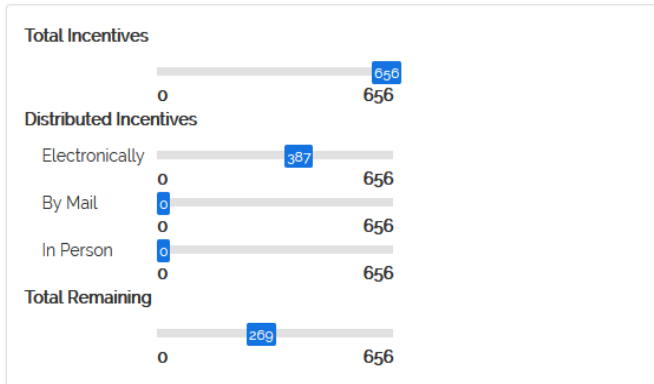 Total Incentives
656
0 656
Distributed Incentives
Electronically 387
0 656
By Mail 0
0 656
In Person 0
0 656
Total Remaining
269
0 656